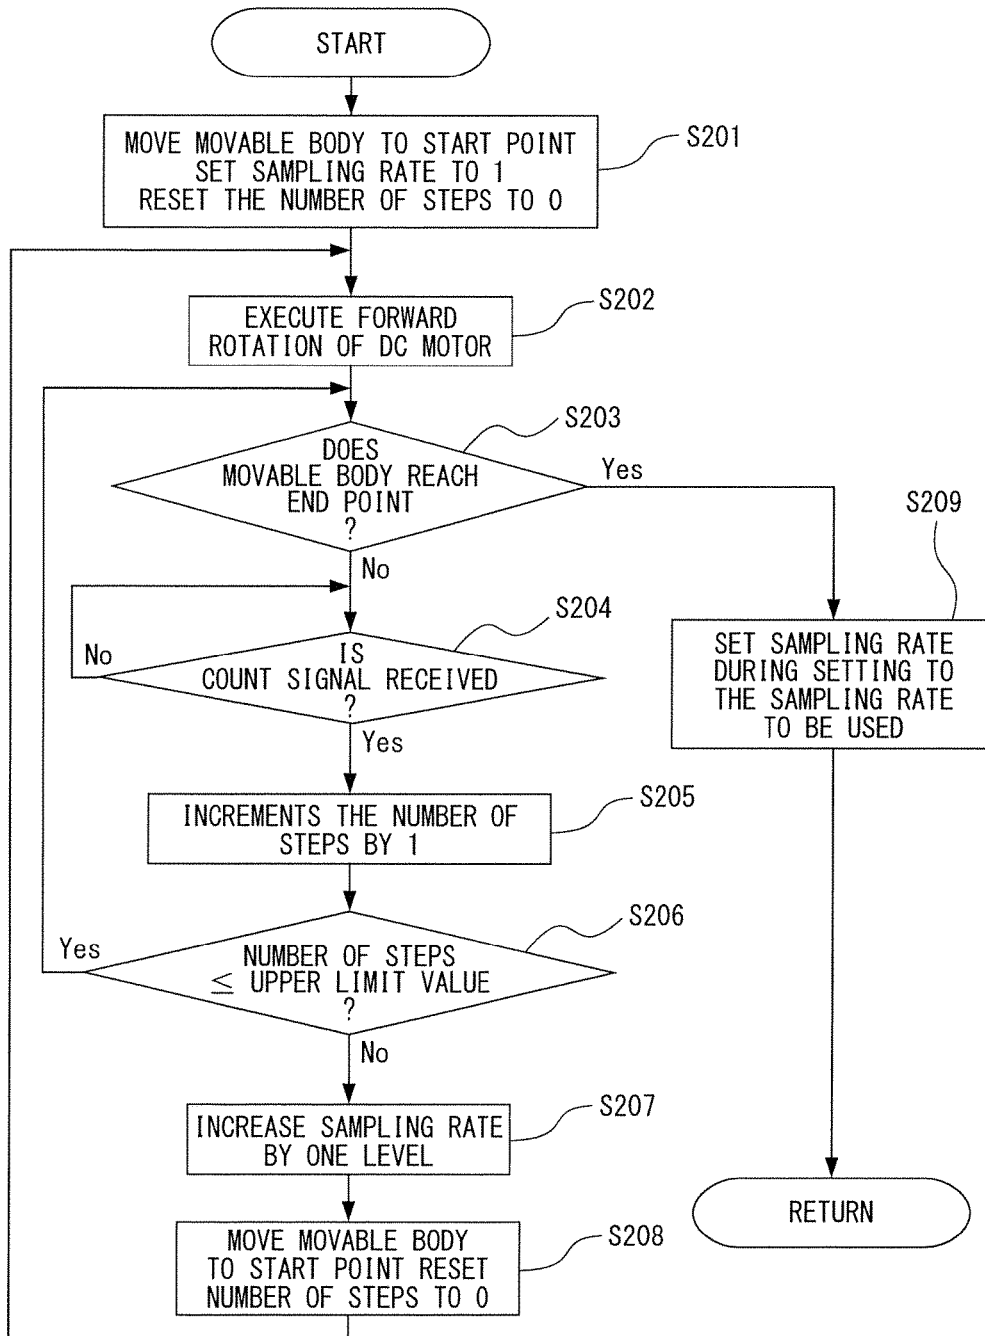 START
MOVE MOVABLE BODY TO START POINT
SET SAMPLING RATE TO 1
RESET THE NUMBER OF STEPS TO 0
S201
EXECUTE FORWARD
ROTATION OF DC MOTOR
S202
DOES
MOVABLE BODY REACH
END POINT
?
S203
Yes
No
IS
COUNT SIGNAL RECEIVED
?
S204
No
Yes
SET SAMPLING RATE
DURING SETTING TO
THE SAMPLING RATE
TO BE USED
S209
INCREMENTS THE NUMBER OF
STEPS BY 1
S205
NUMBER OF STEPS
≤ UPPER LIMIT VALUE
?
S206
Yes
No
INCREASE SAMPLING RATE
BY ONE LEVEL
S207
MOVE MOVABLE BODY
TO START POINT RESET
NUMBER OF STEPS TO 0
S208
RETURN